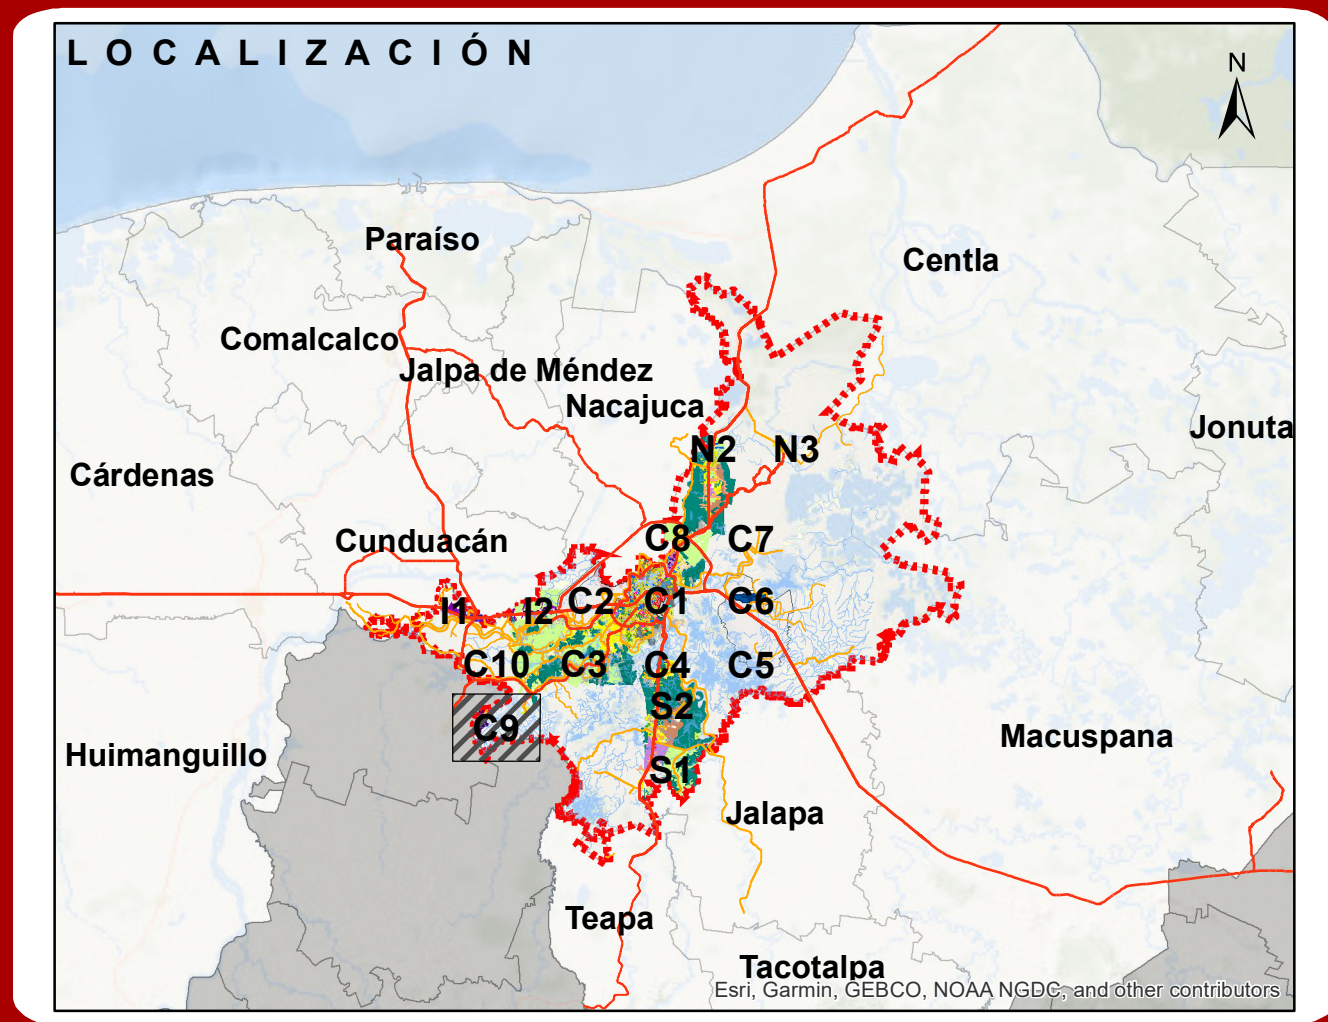 LOCALIZACIÓN
N
Paraíso
Centla
Comalcalco
Jalpa de Méndez
Nacajuca
Jonuta
N2
N3
Cárdenas
Cunduacán
C8
C7
I1
I2
C2
C1
C6
C10
C3
C4
C5
S2
C9
Macuspana
Huimanguillo
S1
Jalapa
Teapa
Tacotalpa
Esri, Garmin, GEBCO, NOAA NGDC, and other contributors